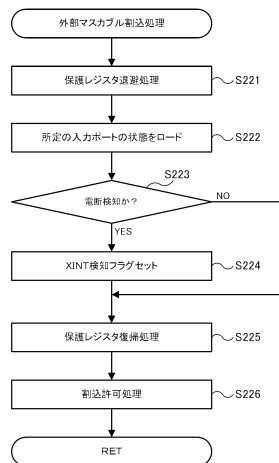 外部マスカブル割込処理
保護レジスタ退避処理
S221
所定の入力ポートの状態をロード
S222
S223
電断検知か?
NO
YES
XINT検知フラグセット
S224
保護レジスタ復帰処理
S225
割込許可処理
S226
RET